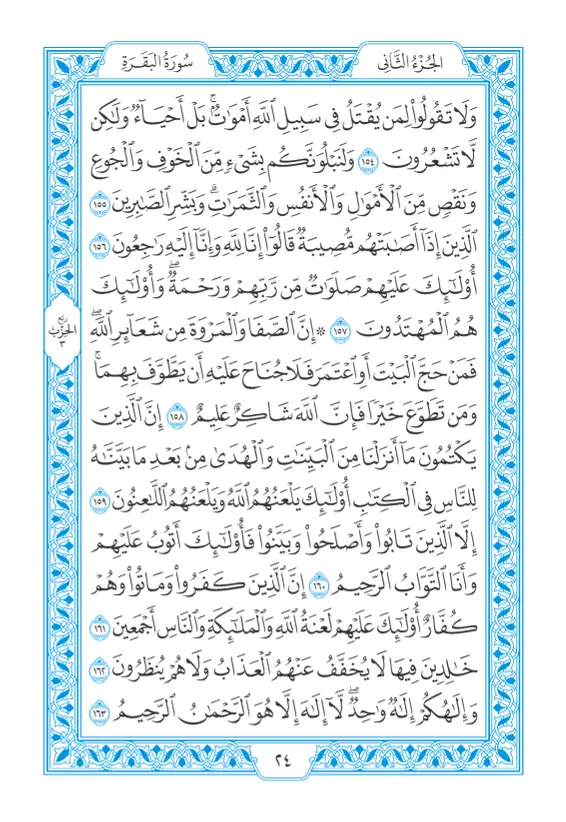 الجُزْءُ الثَّانِي
سُورَةُ البَقَرَةِ
وَلَا تَقُولُوا۟ لِمَن يُقْتَلُ فِى سَبِيلِ ٱللَّهِ أَمْوَٰتٌۢ ۚ بَلْ أَحْيَآءٌ وَلَٰكِن
لَّا تَشْعُرُونَ ١٥٤ وَلَنَبْلُوَنَّكُم بِشَىْءٍ مِّنَ ٱلْخَوْفِ وَٱلْجُوعِ
وَنَقْصٍ مِّنَ ٱلْأَمْوَٰلِ وَٱلْأَنفُسِ وَٱلثَّمَرَٰتِ ۗ وَبَشِّرِ ٱلصَّٰبِرِينَ ١٥٥
ٱلَّذِينَ إِذَآ أَصَٰبَتْهُم مُّصِيبَةٌ قَالُوٓا۟ إِنَّا لِلَّهِ وَإِنَّآ إِلَيْهِ رَٰجِعُونَ ١٥٦
أُو۟لَٰٓئِكَ عَلَيْهِمْ صَلَوَٰتٌ مِّن رَّبِّهِمْ وَرَحْمَةٌ ۖ وَأُو۟لَٰٓئِكَ
هُمُ ٱلْمُهْتَدُونَ ١٥٧ ۞ إِنَّ ٱلصَّفَا وَٱلْمَرْوَةَ مِن شَعَآئِرِ ٱللَّهِ ۖ
فَمَنْ حَجَّ ٱلْبَيْتَ أَوِ ٱعْتَمَرَ فَلَا جُنَاحَ عَلَيْهِ أَن يَطَّوَّفَ بِهِمَا ۚ
وَمَن تَطَوَّعَ خَيْرًا فَإِنَّ ٱللَّهَ شَاكِرٌ عَلِيمٌ ١٥٨ إِنَّ ٱلَّذِينَ
يَكْتُمُونَ مَآ أَنزَلْنَا مِنَ ٱلْبَيِّنَٰتِ وَٱلْهُدَىٰ مِنۢ بَعْدِ مَا بَيَّنَّٰهُ
لِلنَّاسِ فِى ٱلْكِتَٰبِ أُو۟لَٰٓئِكَ يَلْعَنُهُمُ ٱللَّهُ وَيَلْعَنُهُمُ ٱللَّٰعِنُونَ ١٥٩
إِلَّا ٱلَّذِينَ تَابُوا۟ وَأَصْلَحُوا۟ وَبَيَّنُوا۟ فَأُو۟لَٰٓئِكَ أَتُوبُ عَلَيْهِمْ
وَأَنَا ٱلتَّوَّابُ ٱلرَّحِيمُ ١٦٠ إِنَّ ٱلَّذِينَ كَفَرُوا۟ وَمَاتُوا۟ وَهُمْ
كُفَّارٌ أُو۟لَٰٓئِكَ عَلَيْهِمْ لَعْنَةُ ٱللَّهِ وَٱلْمَلَٰٓئِكَةِ وَٱلنَّاسِ أَجْمَعِينَ ١٦١
خَٰلِدِينَ فِيهَا لَا يُخَفَّفُ عَنْهُمُ ٱلْعَذَابُ وَلَا هُمْ يُنظَرُونَ ١٦٢
وَإِلَٰهُكُمْ إِلَٰهٌ وَٰحِدٌ ۖ لَّآ إِلَٰهَ إِلَّا هُوَ ٱلرَّحْمَٰنُ ٱلرَّحِيمُ ١٦٣
ربع
الحزب
٣
٢٤